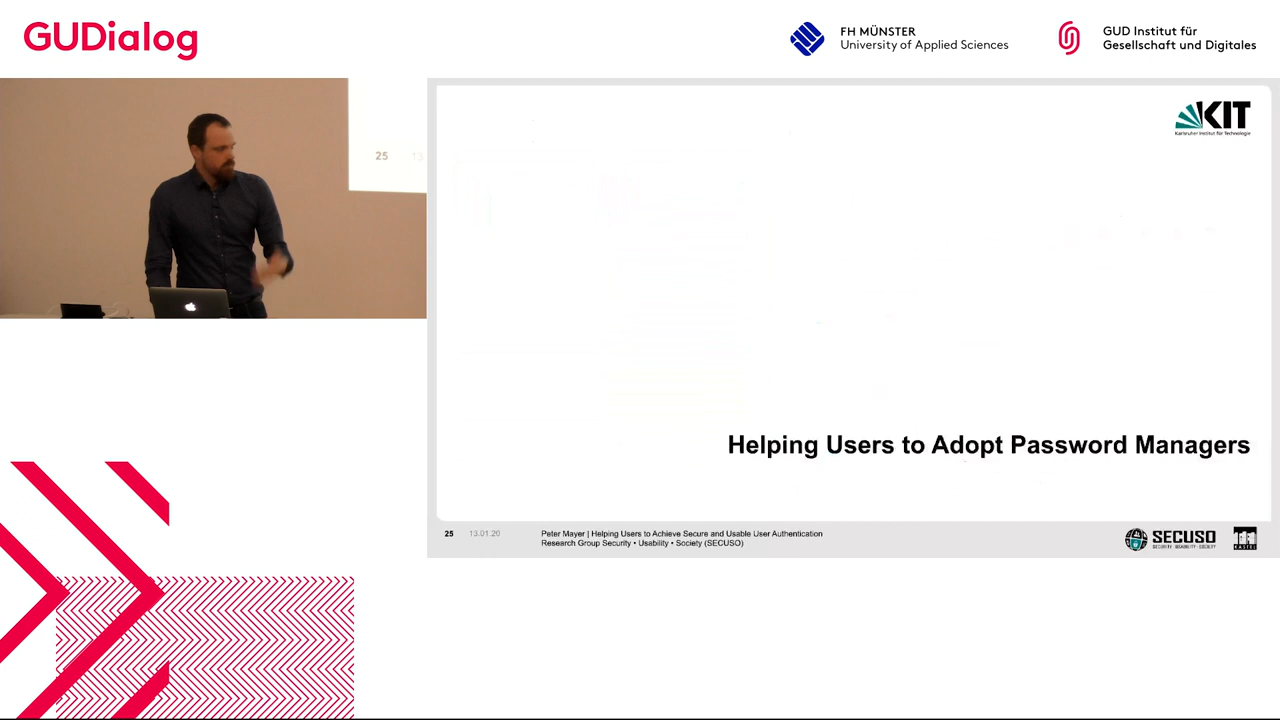 GUDialog
FH MÜNSTER
University of Applied Sciences
GUD Institut für
Gesellschaft und Digitales
25
13
KIT
Karlsruher Institut für Technologie
Helping Users to Adopt Password Managers
25 13.01.20
Peter Mayer | Helping Users to Achieve Secure and Usable User Authentication
Research Group Security • Usability • Society (SECUSO)
SECUSO
SECURITY · USABILITY · SOCIETY
KASTEL